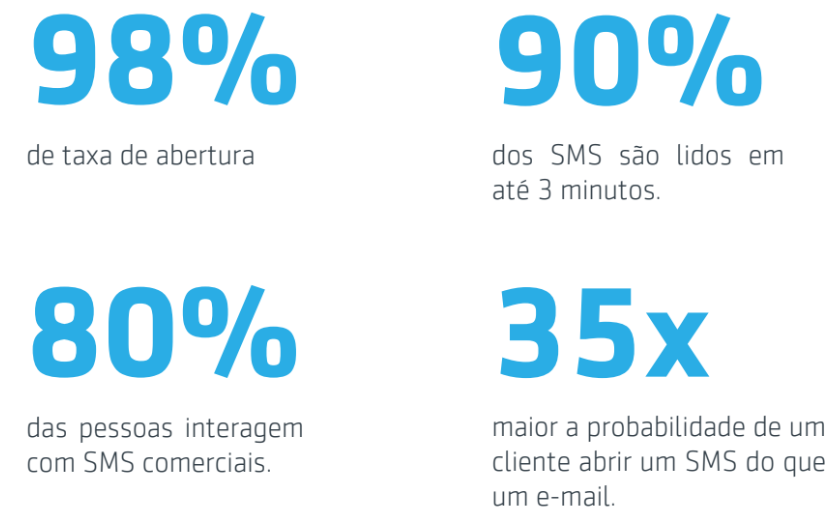 98%
de taxa de abertura
90%
dos SMS são lidos em
até 3 minutos.
80%
das pessoas interagem
com SMS comerciais.
35x
maior a probabilidade de um
cliente abrir um SMS do que
um e-mail.